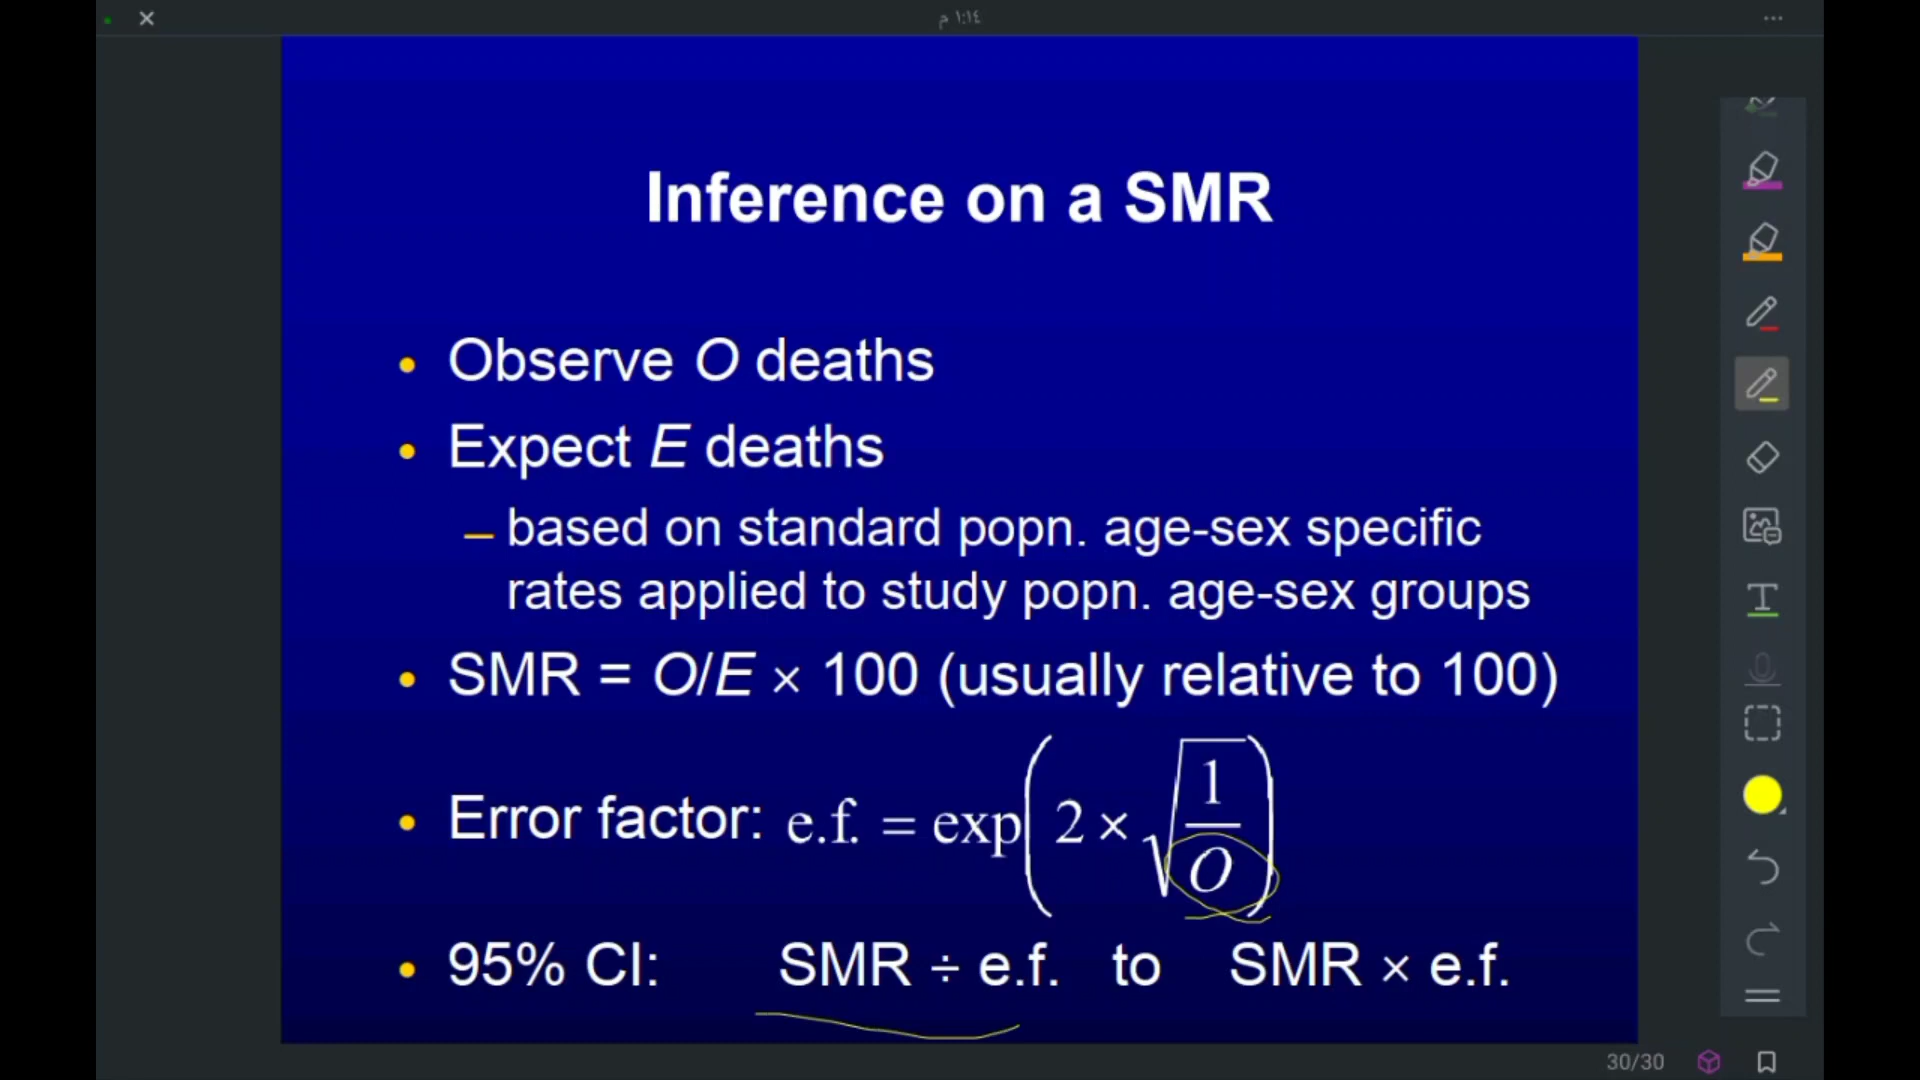 ١:١٤ م
Inference on a SMR
• Observe O deaths
• Expect E deaths
– based on standard popn. age-sex specific
rates applied to study popn. age-sex groups
• SMR = O/E × 100 (usually relative to 100)
• Error factor: e.f. = exp(2 × √(1/O))
• 95% CI: SMR ÷ e.f. to SMR × e.f.
30/30